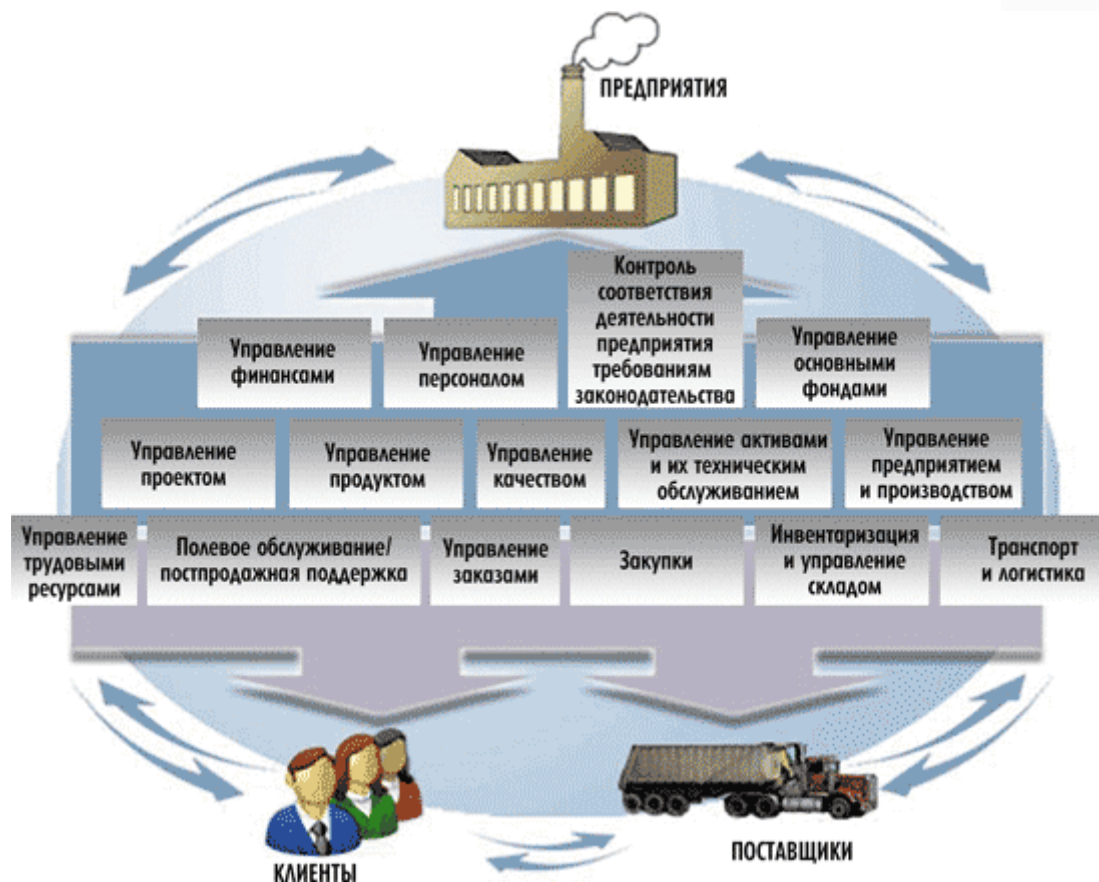 ПРЕДПРИЯТИЯ
Управление
финансами
Управление
персоналом
Контроль
соответствия
деятельности
предприятия
требованиям
законодательства
Управление
основными
фондами
Управление
проектом
Управление
продуктом
Управление
качеством
Управление активами
и их техническим
обслуживанием
Управление
предприятием
и производством
Управление
трудовыми
ресурсами
Полевое обслуживание/
постпродажная поддержка
Управление
заказами
Закупки
Инвентаризация
и управление
складом
Транспорт
и логистика
КЛИЕНТЫ
ПОСТАВЩИКИ